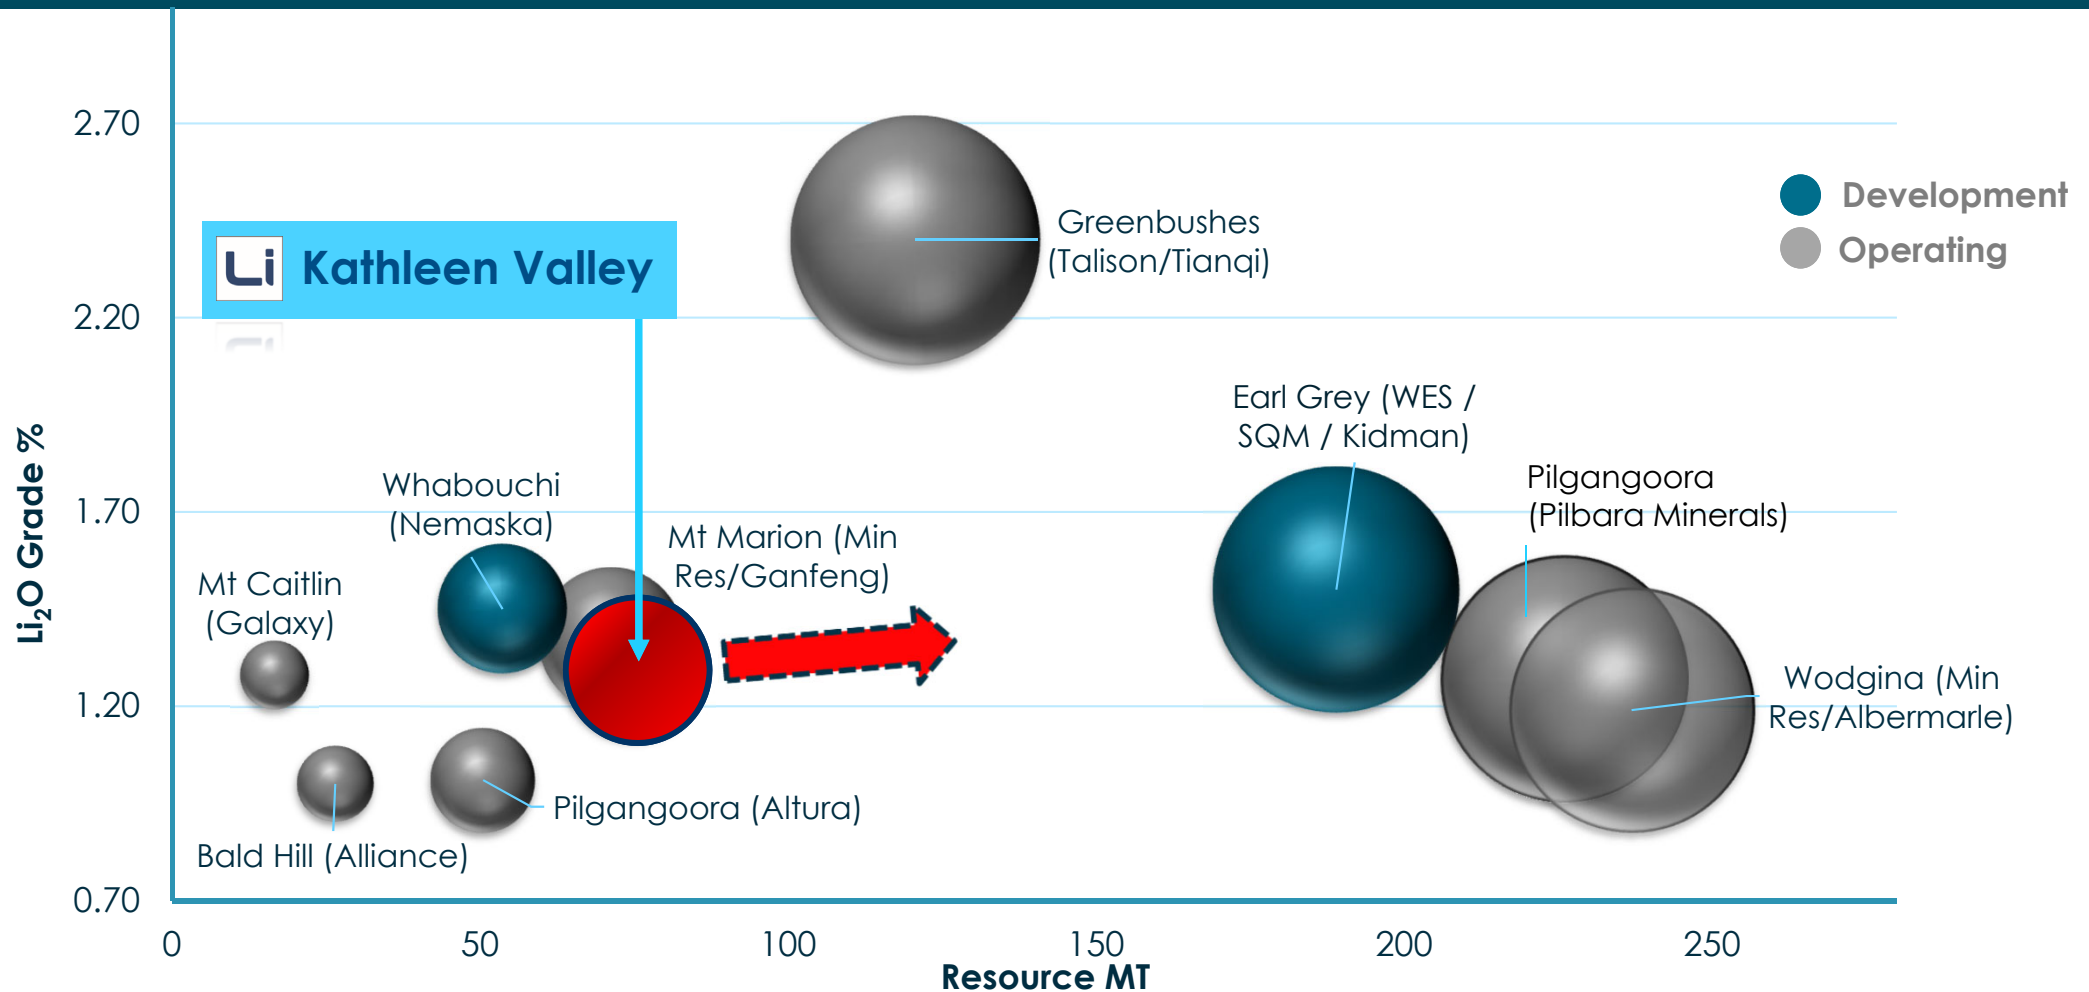 2.70
2.20
1.70
1.20
0.70
Li₂O Grade %
Li Kathleen Valley
Greenbushes
(Talison/Tianqi)
Development
Operating
Earl Grey (WES /
SQM / Kidman)
Whabouchi
(Nemaska)
Pilgangoora
(Pilbara Minerals)
Mt Marion (Min
Res/Ganfeng)
Mt Caitlin
(Galaxy)
Wodgina (Min
Res/Albermarle)
Pilgangoora (Altura)
Bald Hill (Alliance)
0
50
100
150
200
250
Resource MT